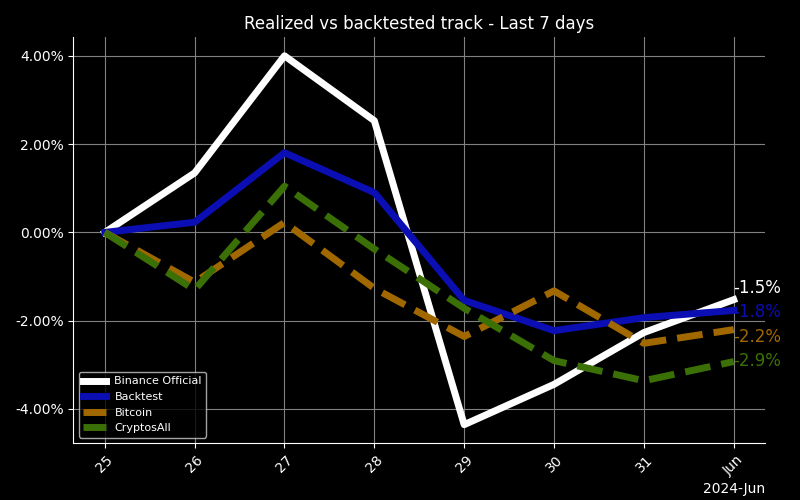 Realized vs backtested track - Last 7 days
4.00%
2.00%
0.00%
-2.00%
-4.00%
-1.5%
-1.8%
-2.2%
-2.9%
Binance Official
Backtest
Bitcoin
CryptosAll
25
26
27
28
29
30
31
Jun
2024-Jun